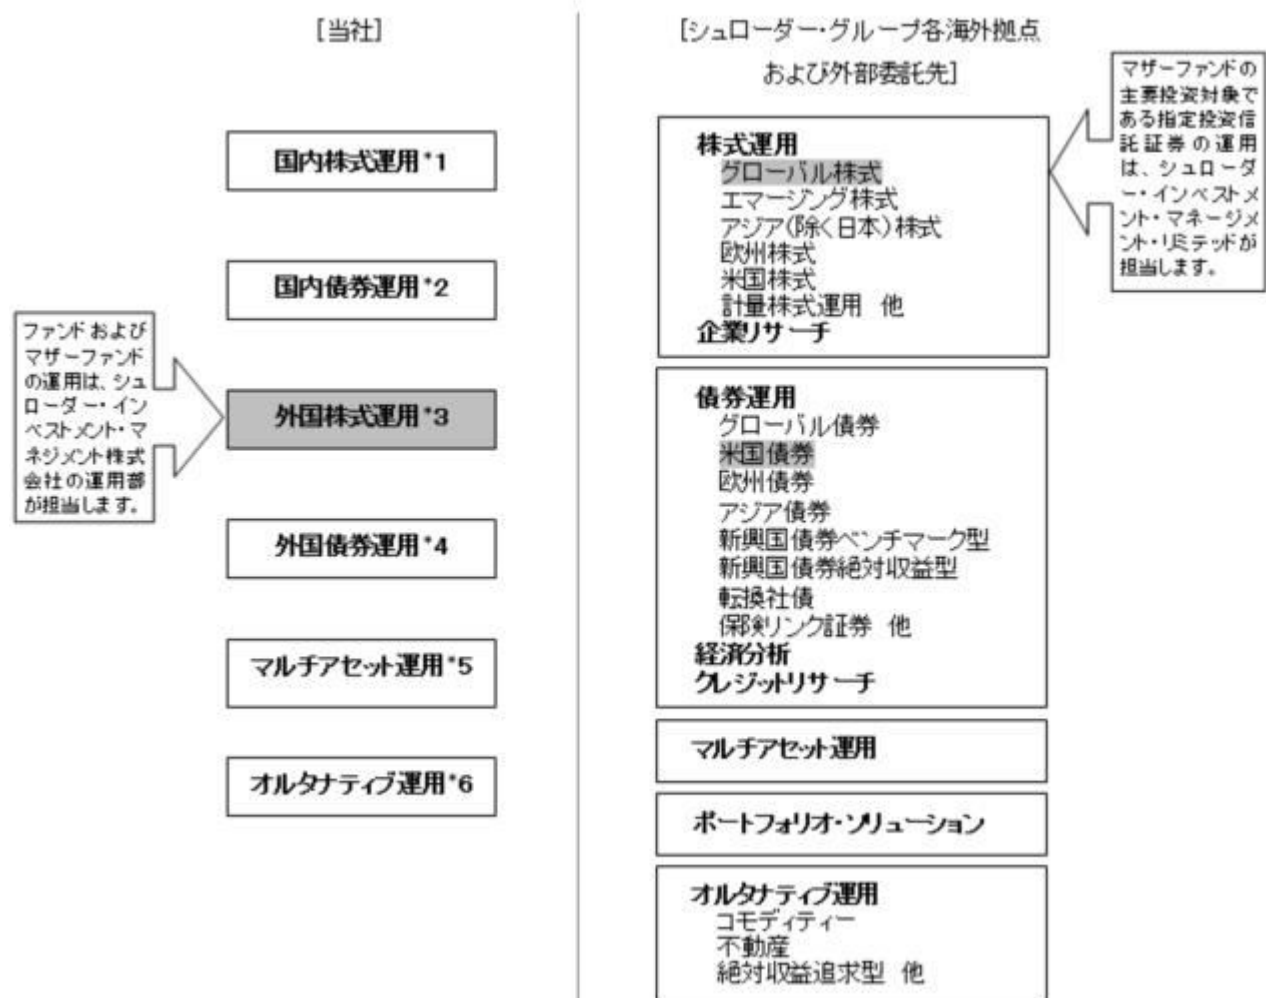 [当社]
国内株式運用*1
国内債券運用*2
ファンドおよび
マザーファンド
の運用は、シュ
ローダー・イン
ベストメント・マ
ネジメント株式
会社の運用部
が担当します。
外国株式運用*3
外国債券運用*4
マルチアセット運用*5
オルタナティブ運用*6
[シュローダー・グループ各海外拠点
および外部委託先]
マザーファンドの
主要投資対象で
ある指定投資信
託証券の運用
は、シュローダ
ー・インベストメ
ント・マネージメ
ント・リミテッドが
担当します。
株式運用
グローバル株式
エマージング株式
アジア(除く日本)株式
欧州株式
米国株式
計量株式運用 他
企業リサーチ
債券運用
グローバル債券
米国債券
欧州債券
アジア債券
新興国債券ベンチマーク型
新興国債券絶対収益型
転換社債
保険リンク証券 他
経済分析
クレジットリサーチ
マルチアセット運用
ポートフォリオ・ソリューション
オルタナティブ運用
コモディティー
不動産
絶対収益追求型 他